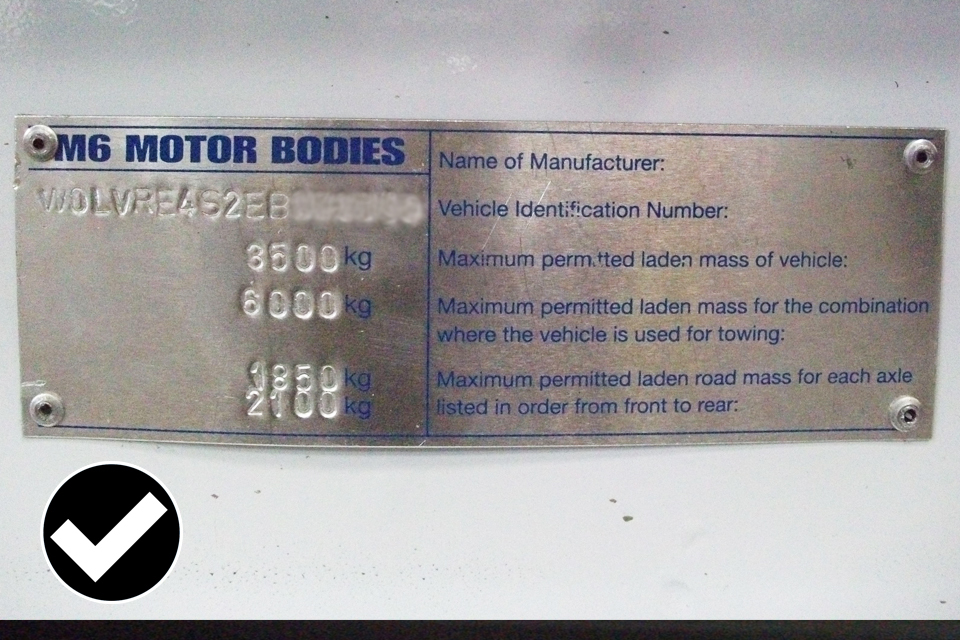 M6 MOTOR BODIES
Name of Manufacturer:
W0LVRE4S2EB
Vehicle Identification Number:
3500 kg
Maximum permitted laden mass of vehicle:
6000 kg
Maximum permitted laden mass for the combination
where the vehicle is used for towing:
1850 kg
Maximum permitted laden road mass for each axle
2100 kg
listed in order from front to rear: